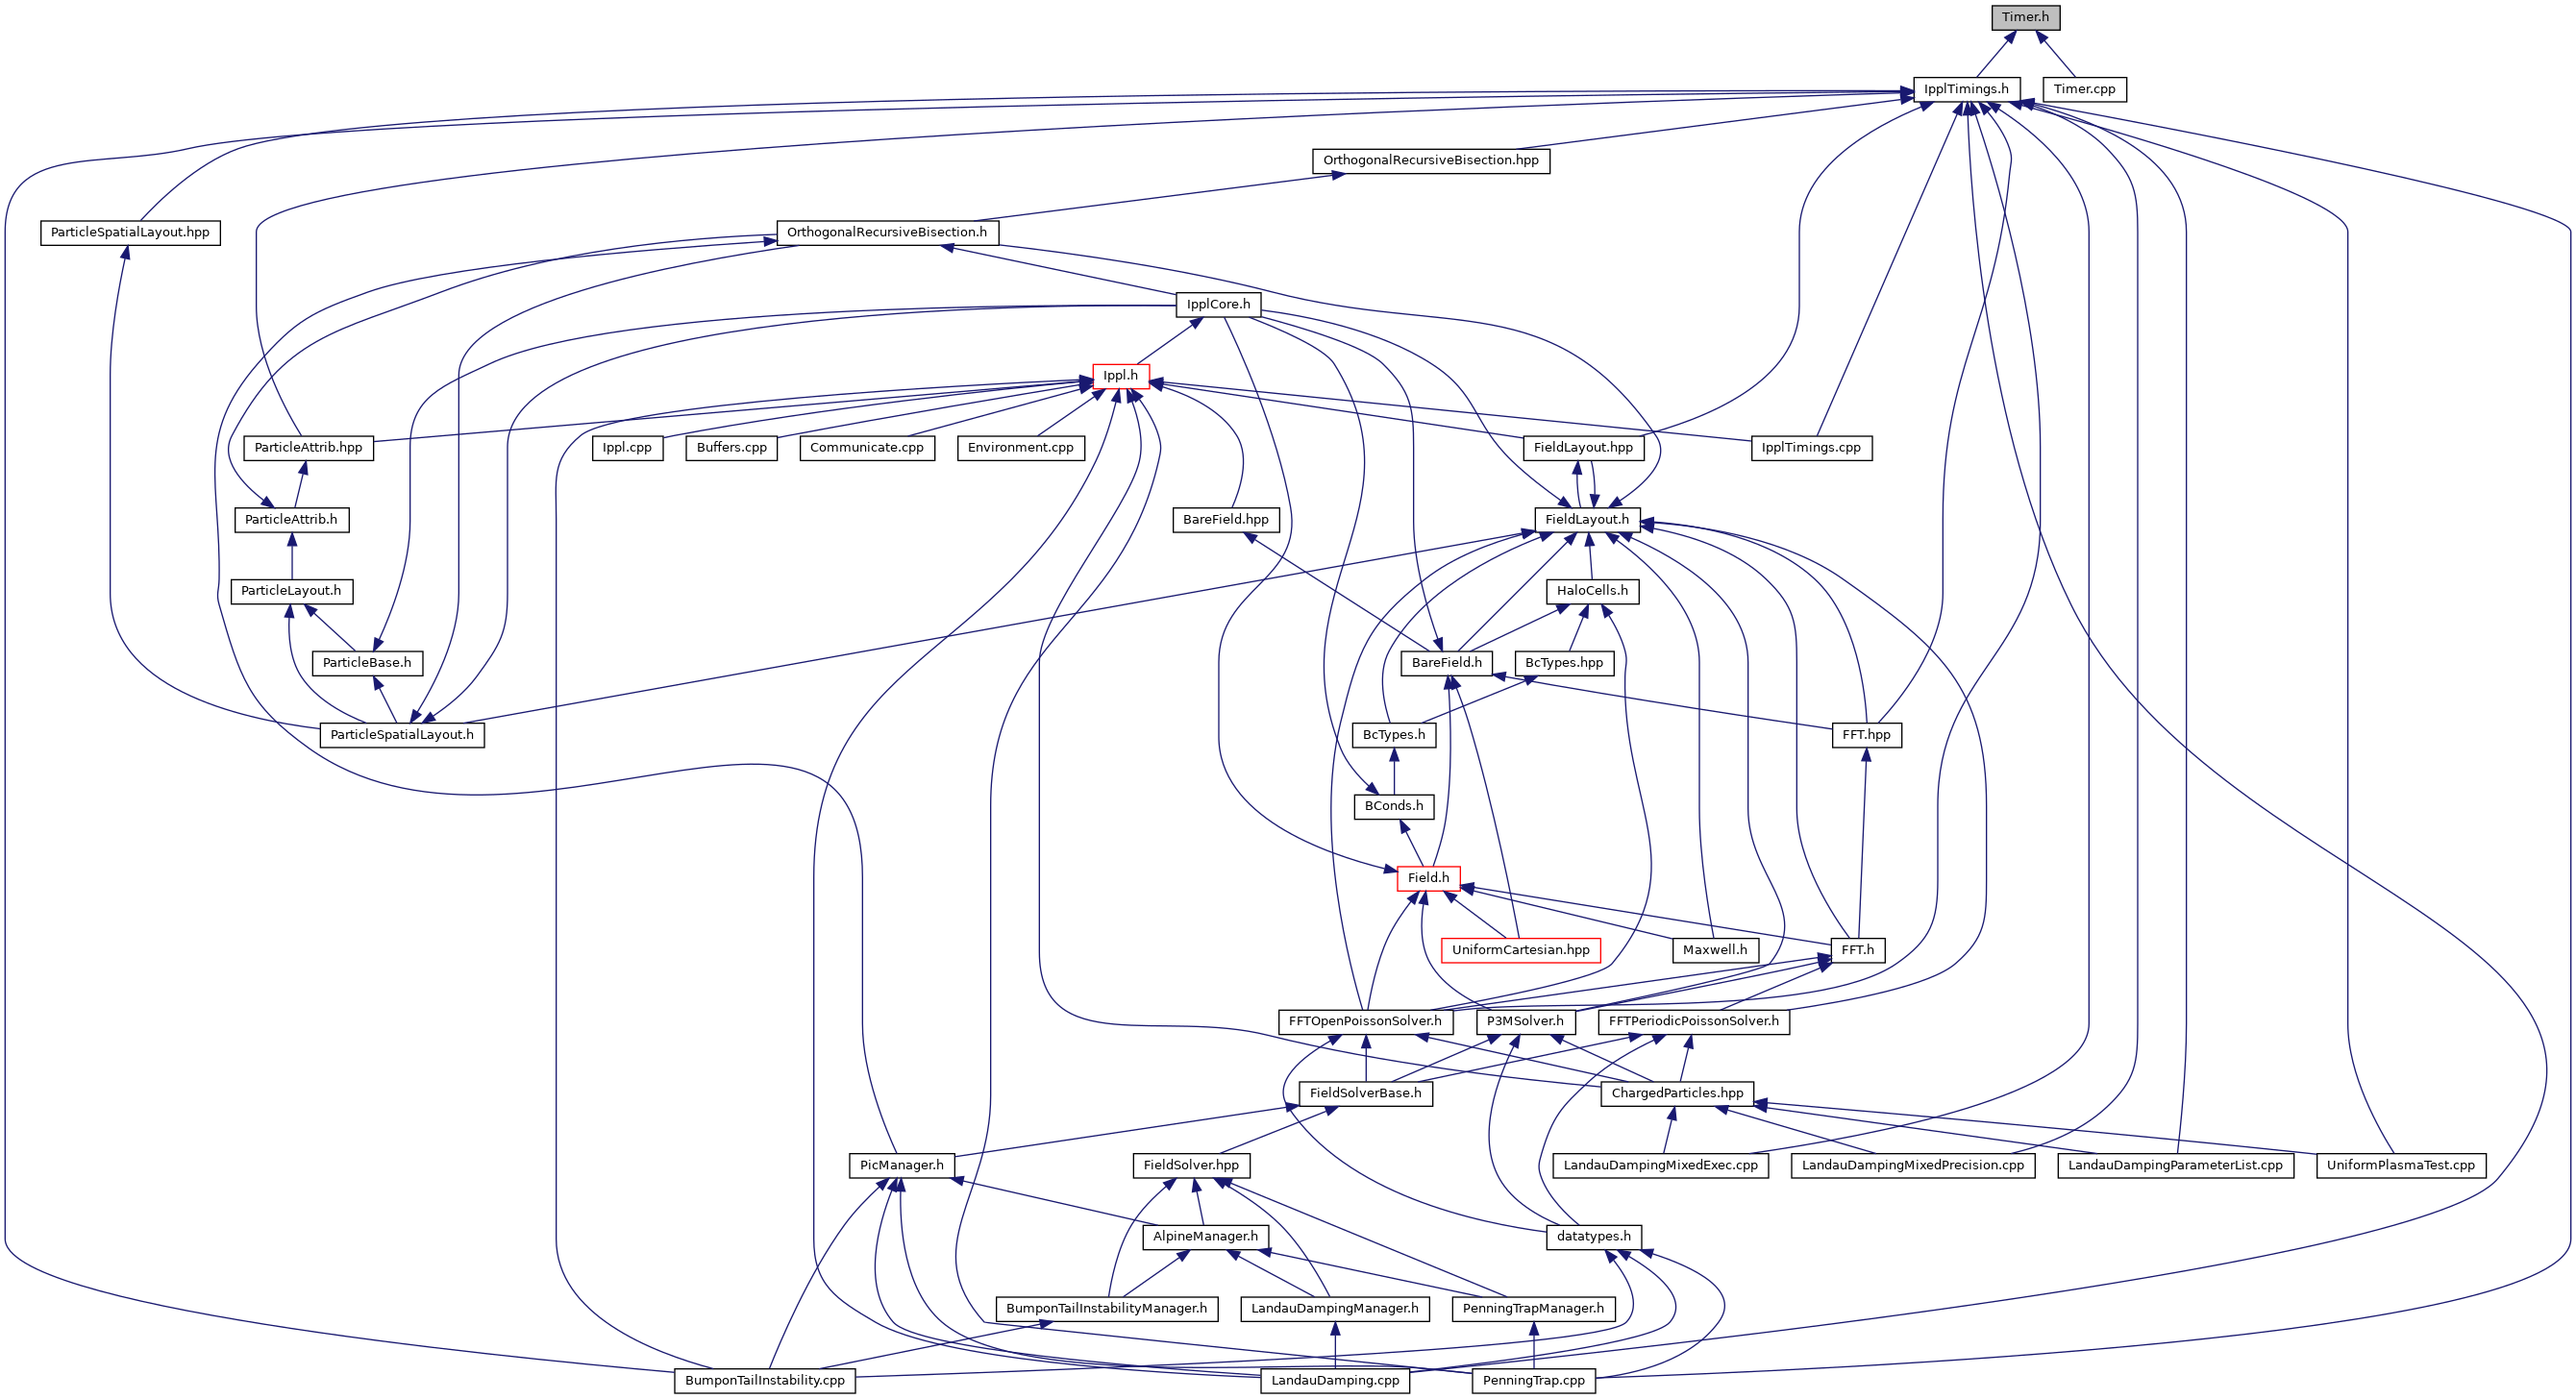 Timer.h
IpplTimings.h
Timer.cpp
OrthogonalRecursiveBisection.hpp
ParticleSpatialLayout.hpp
OrthogonalRecursiveBisection.h
IpplCore.h
Ippl.h
ParticleAttrib.hpp
Ippl.cpp
Buffers.cpp
Communicate.cpp
Environment.cpp
FieldLayout.hpp
IpplTimings.cpp
ParticleAttrib.h
BareField.hpp
FieldLayout.h
ParticleLayout.h
HaloCells.h
ParticleBase.h
BareField.h
BcTypes.hpp
ParticleSpatialLayout.h
BcTypes.h
FFT.hpp
BConds.h
Field.h
UniformCartesian.hpp
Maxwell.h
FFT.h
FFTOpenPoissonSolver.h
P3MSolver.h
FFTPeriodicPoissonSolver.h
FieldSolverBase.h
ChargedParticles.hpp
PicManager.h
FieldSolver.hpp
LandauDampingMixedExec.cpp
LandauDampingMixedPrecision.cpp
LandauDampingParameterList.cpp
UniformPlasmaTest.cpp
AlpineManager.h
datatypes.h
BumponTailInstabilityManager.h
LandauDampingManager.h
PenningTrapManager.h
BumponTailInstability.cpp
LandauDamping.cpp
PenningTrap.cpp